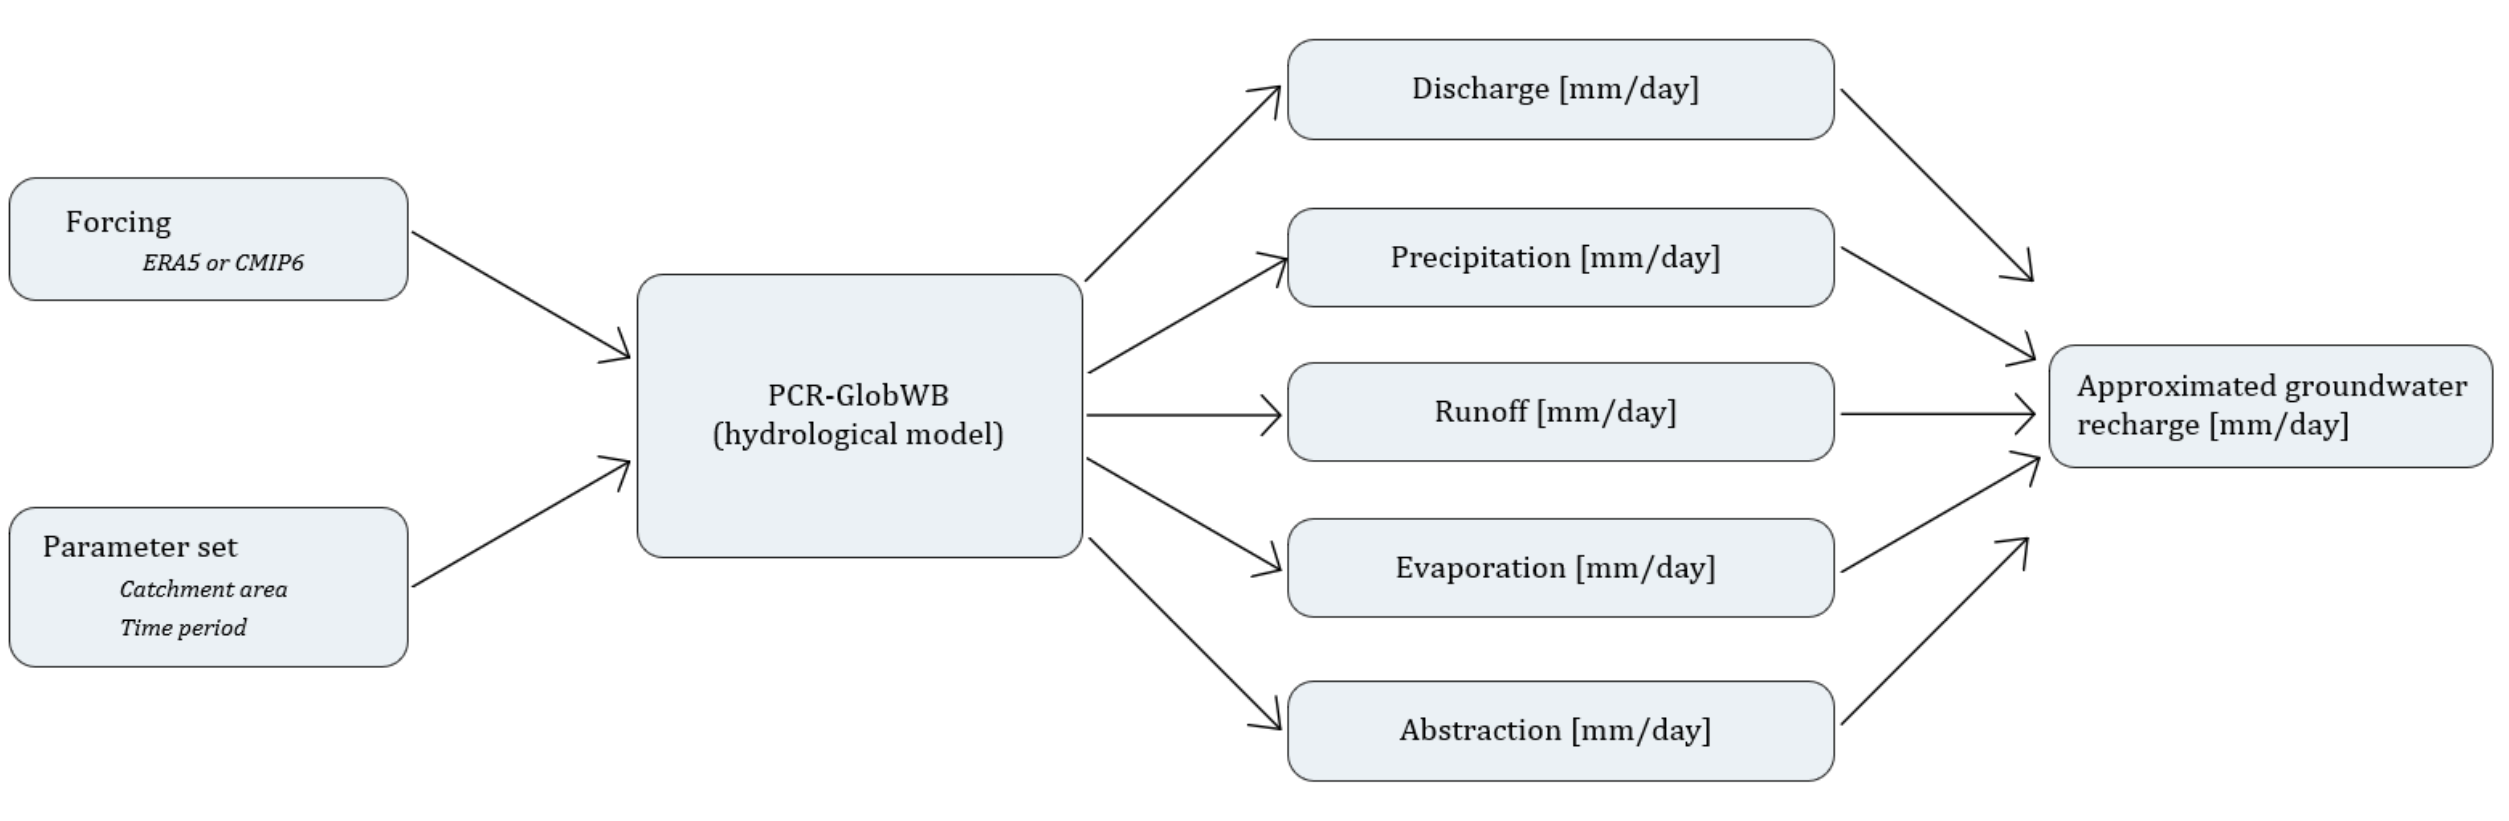 Forcing
ERA5 or CMIP6
Parameter set
Catchment area
Time period
PCR-GlobWB
(hydrological model)
Discharge [mm/day]
Precipitation [mm/day]
Runoff [mm/day]
Evaporation [mm/day]
Abstraction [mm/day]
Approximated groundwater
recharge [mm/day]